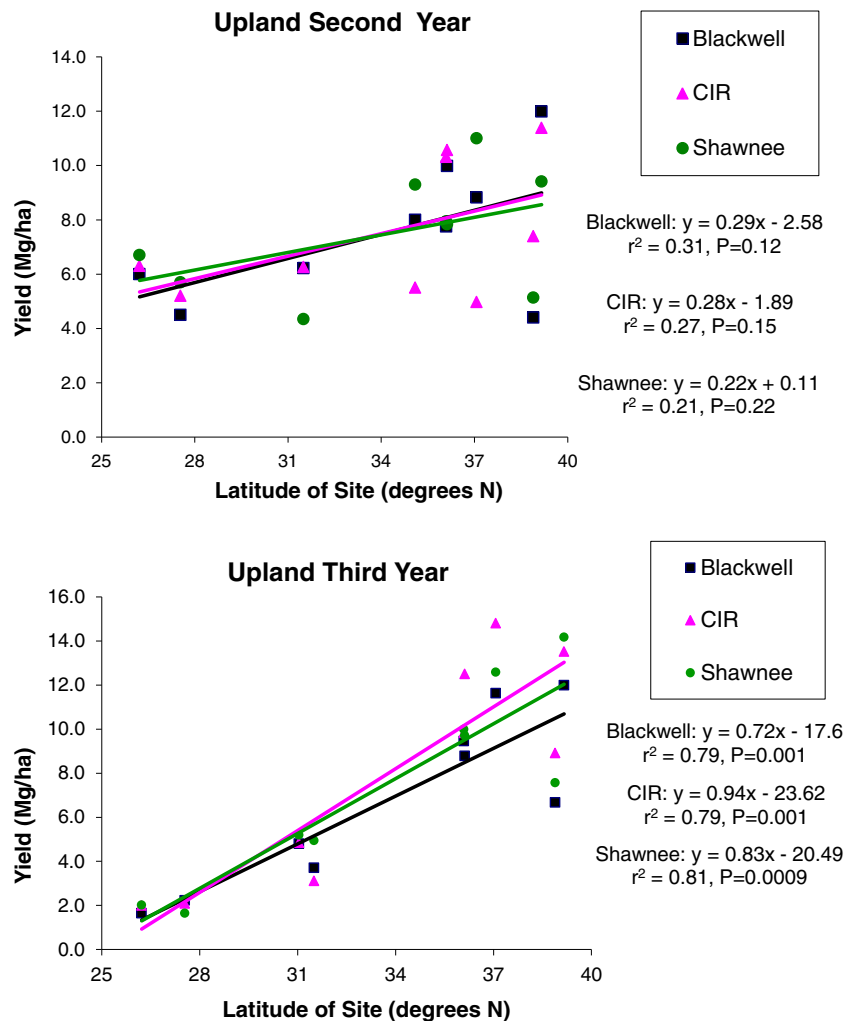 Upland Second Year
14.0
12.0
10.0
8.0
6.0
4.0
2.0
0.0
Yield (Mg/ha)
25
28
31
34
37
40
Latitude of Site (degrees N)
Blackwell
CIR
Shawnee
Blackwell: y = 0.29x - 2.58
r² = 0.31, P=0.12
CIR: y = 0.28x - 1.89
r² = 0.27, P=0.15
Shawnee: y = 0.22x + 0.11
r² = 0.21, P=0.22
Upland Third Year
16.0
14.0
12.0
10.0
8.0
6.0
4.0
2.0
0.0
Yield (Mg/ha)
25
28
31
34
37
40
Latitude of Site (degrees N)
Blackwell
CIR
Shawnee
Blackwell: y = 0.72x - 17.6
r² = 0.79, P=0.001
CIR: y = 0.94x - 23.62
r² = 0.79, P=0.001
Shawnee: y = 0.83x - 20.49
r² = 0.81, P=0.0009